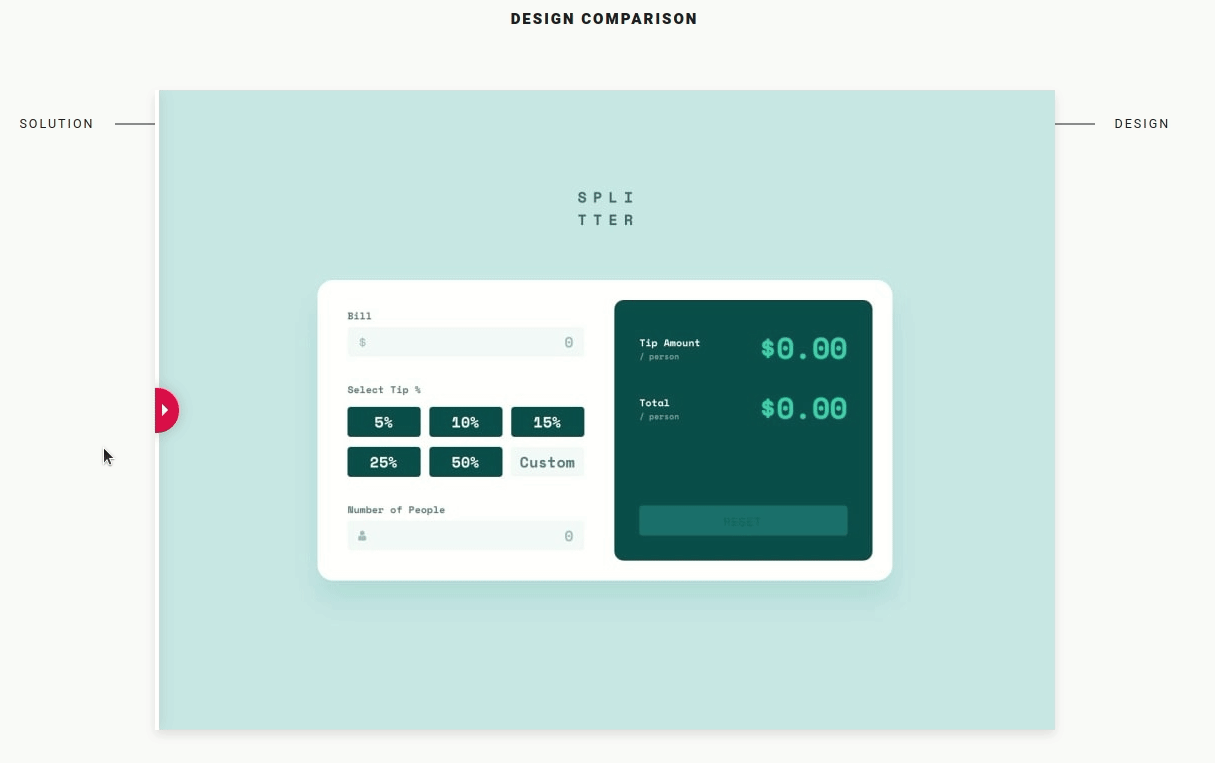 DESIGN COMPARISON
SOLUTION
DESIGN
SPLI
TTER
Bill
$ 0
Select Tip %
5% 10% 15%
25% 50% Custom
Number of People
0
Tip Amount
/ person
$0.00
Total
/ person
$0.00
RESET